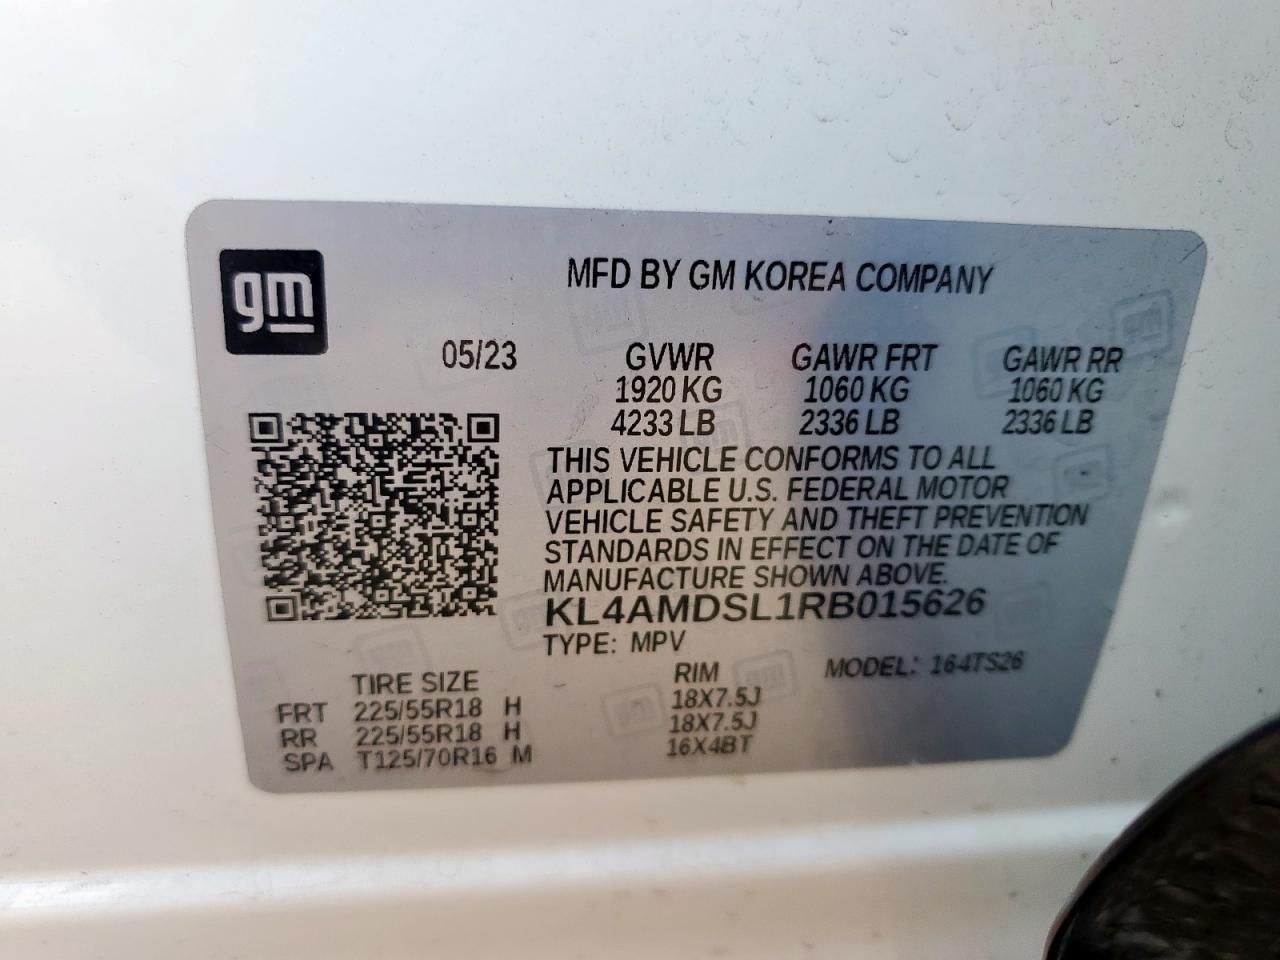 gm
MFD BY GM KOREA COMPANY
05/23 GVWR GAWR FRT GAWR RR
1920 KG 1060 KG 1060 KG
4233 LB 2336 LB 2336 LB
THIS VEHICLE CONFORMS TO ALL
APPLICABLE U.S. FEDERAL MOTOR
VEHICLE SAFETY AND THEFT PREVENTION
STANDARDS IN EFFECT ON THE DATE OF
MANUFACTURE SHOWN ABOVE.
KL4AMDSL1RB015626
TYPE: MPV
MODEL: 164TS26
TIRE SIZE RIM
FRT 225/55R18 H 18X7.5J
RR 225/55R18 H 18X7.5J
SPA T125/70R16 M 16X4BT